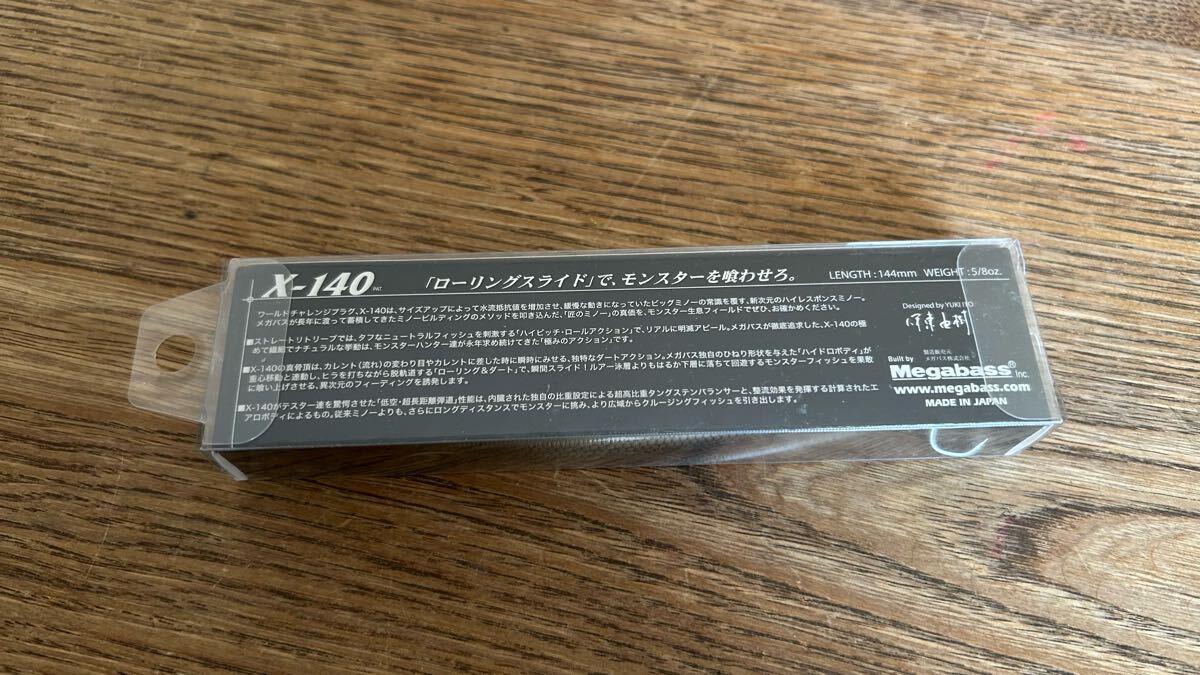 X-140 PAT.
「ローリングスライド」で、モンスターを喰わせろ。
LENGTH : 144mm WEIGHT : 5/8oz.
ワールドチャレンジプラグ、X-140は、サイズアップによって水流抵抗値を増加させ、緩慢な動きになっていたビッグミノーの常識を覆す、新次元のハイレスポンスミノー。
メガバスが長年に渡って蓄積してきたミノービルディングのメソッドを叩き込んだ、「匠のミノー」の真価を、モンスター生息フィールドでぜひ、お確かめください。
■ストレートリトリーブでは、タフなニュートラルフィッシュを刺激する「ハイピッチ・ロールアクション」で、リアルに明滅アピール。メガバスが徹底追求した、X-140の極
めて繊細でナチュラルな挙動は、モンスターハンター達が永年求め続けてきた「極みのアクション」です。
■X-140の真骨頂は、カレント(流れ)の変わり目やカレントに差した時に瞬時にみせる、独特なダートアクション。メガバス独自のひねり形状を与えた「ハイドロボディ」が
重心移動と連動し、ヒラを打ちながら脱軌道する「ローリング&ダート」で、瞬間スライド!ルアー泳層よりもはるか下層に落ちて回遊するモンスターフィッシュを果敢
に喰い上げさせる、異次元のフィーディングを誘発します。
■X-140がテスター達を驚愕させた「低空・超長距離弾道」性能は、内臓された独自の比重設定による超高比重タングステンバランサーと、整流効果を発揮する計算されたエ
アロボディによるもの。従来ミノーよりも、さらにロングディスタンスでモンスターに挑み、より広域からクルージングフィッシュを引き出します。
Designed by YUKI ITO
伊東由樹
Built by
製造販売元
メガバス株式会社
Megabass Inc.
www.megabass.com
MADE IN JAPAN